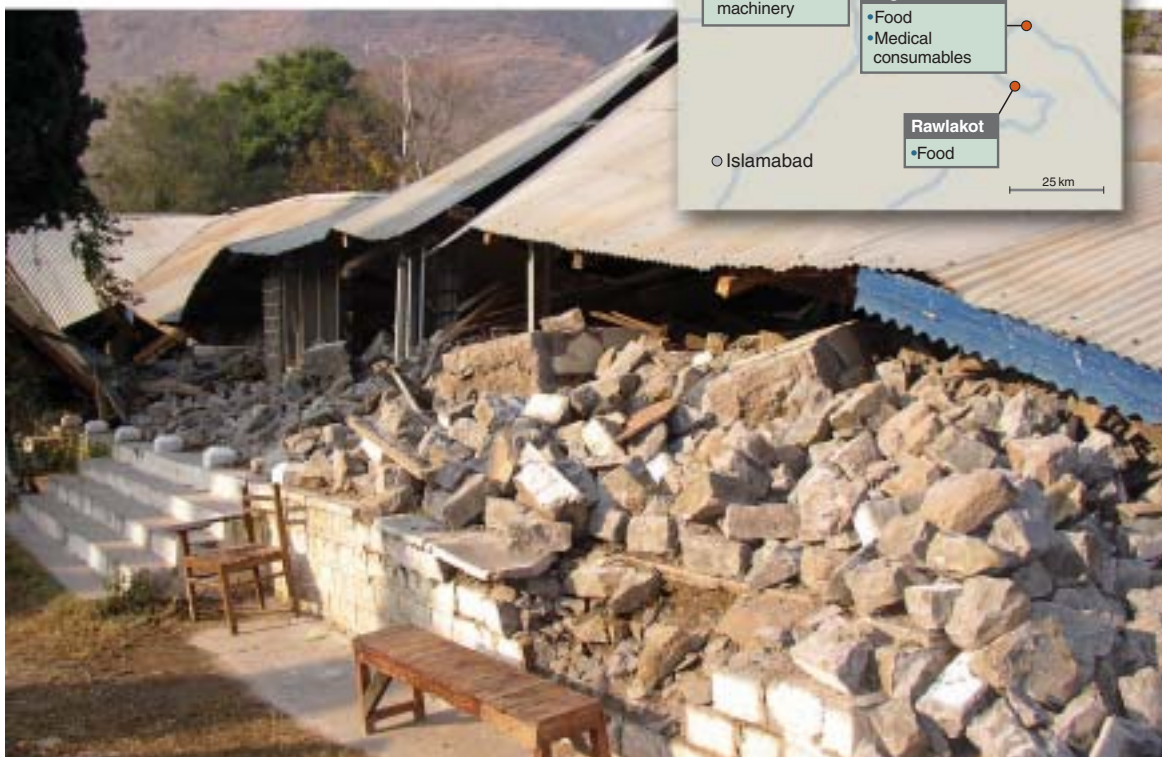 machinery
•Food
•Medical
consumables
Rawlakot
•Food
Islamabad
25 km